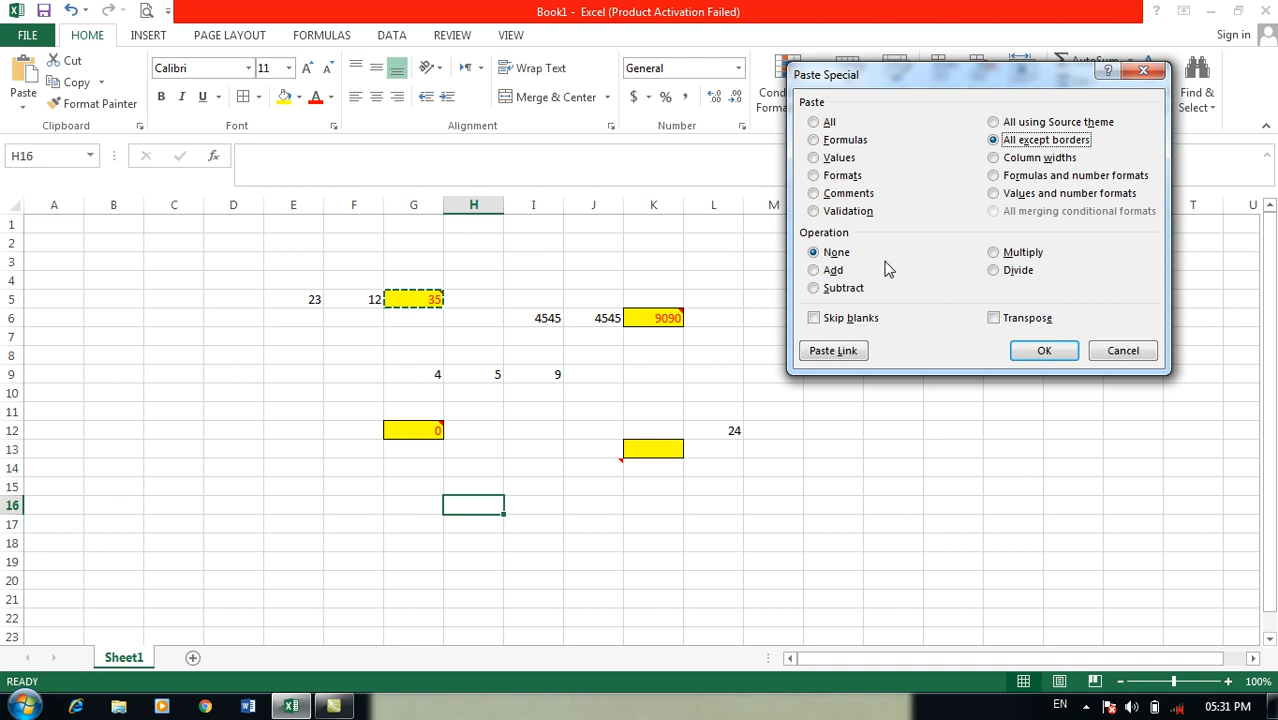 Book1 - Excel (Product Activation Failed)
FILE HOME INSERT PAGE LAYOUT FORMULAS DATA REVIEW VIEW Sign in
Cut
Copy
Format Painter
Paste
Clipboard
Calibri 11
B I U
Font
Wrap Text
Merge & Center
Alignment
General
$ % ,
Number
Find &
Select
H16 fx
Paste Special
Paste
All All using Source theme
Formulas All except borders
Values Column widths
Formats Formulas and number formats
Comments Values and number formats
Validation All merging conditional formats
Operation
None Multiply
Add Divide
Subtract
Skip blanks Transpose
Paste Link OK Cancel
A B C D E F G H I J K L M T U
1
2
3
4
5 23 12 35
6 4545 4545 9090
7
8
9 4 5 9
10
11
12 0 24
13
14
15
16
17
18
19
20
21
22
23
Sheet1
READY 100%
EN 05:31 PM